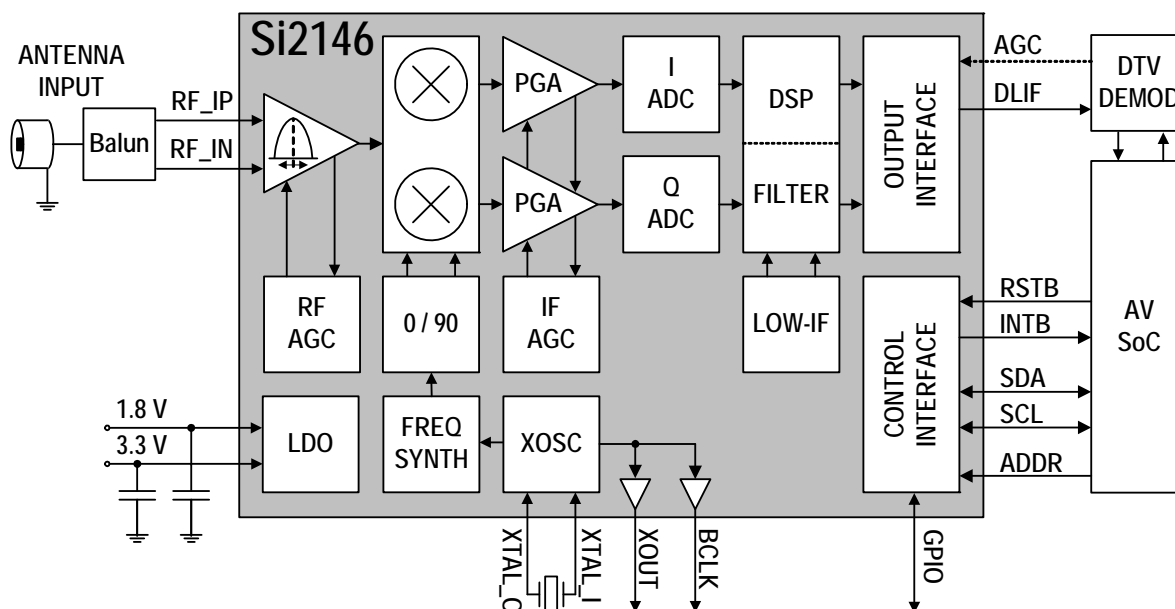 Si2146
ANTENNA
INPUT
Balun
RF_IP
RF_IN
PGA
PGA
I
ADC
Q
ADC
DSP
FILTER
OUTPUT
INTERFACE
AGC
DLIF
DTV
DEMOD
RF
AGC
0 / 90
IF
AGC
LOW-IF
CONTROL
INTERFACE
RSTB
INTB
SDA
SCL
ADDR
AV
SoC
1.8 V
3.3 V
LDO
FREQ
SYNTH
XOSC
XTAL_O
XTAL_I
XOUT
BCLK
GPIO